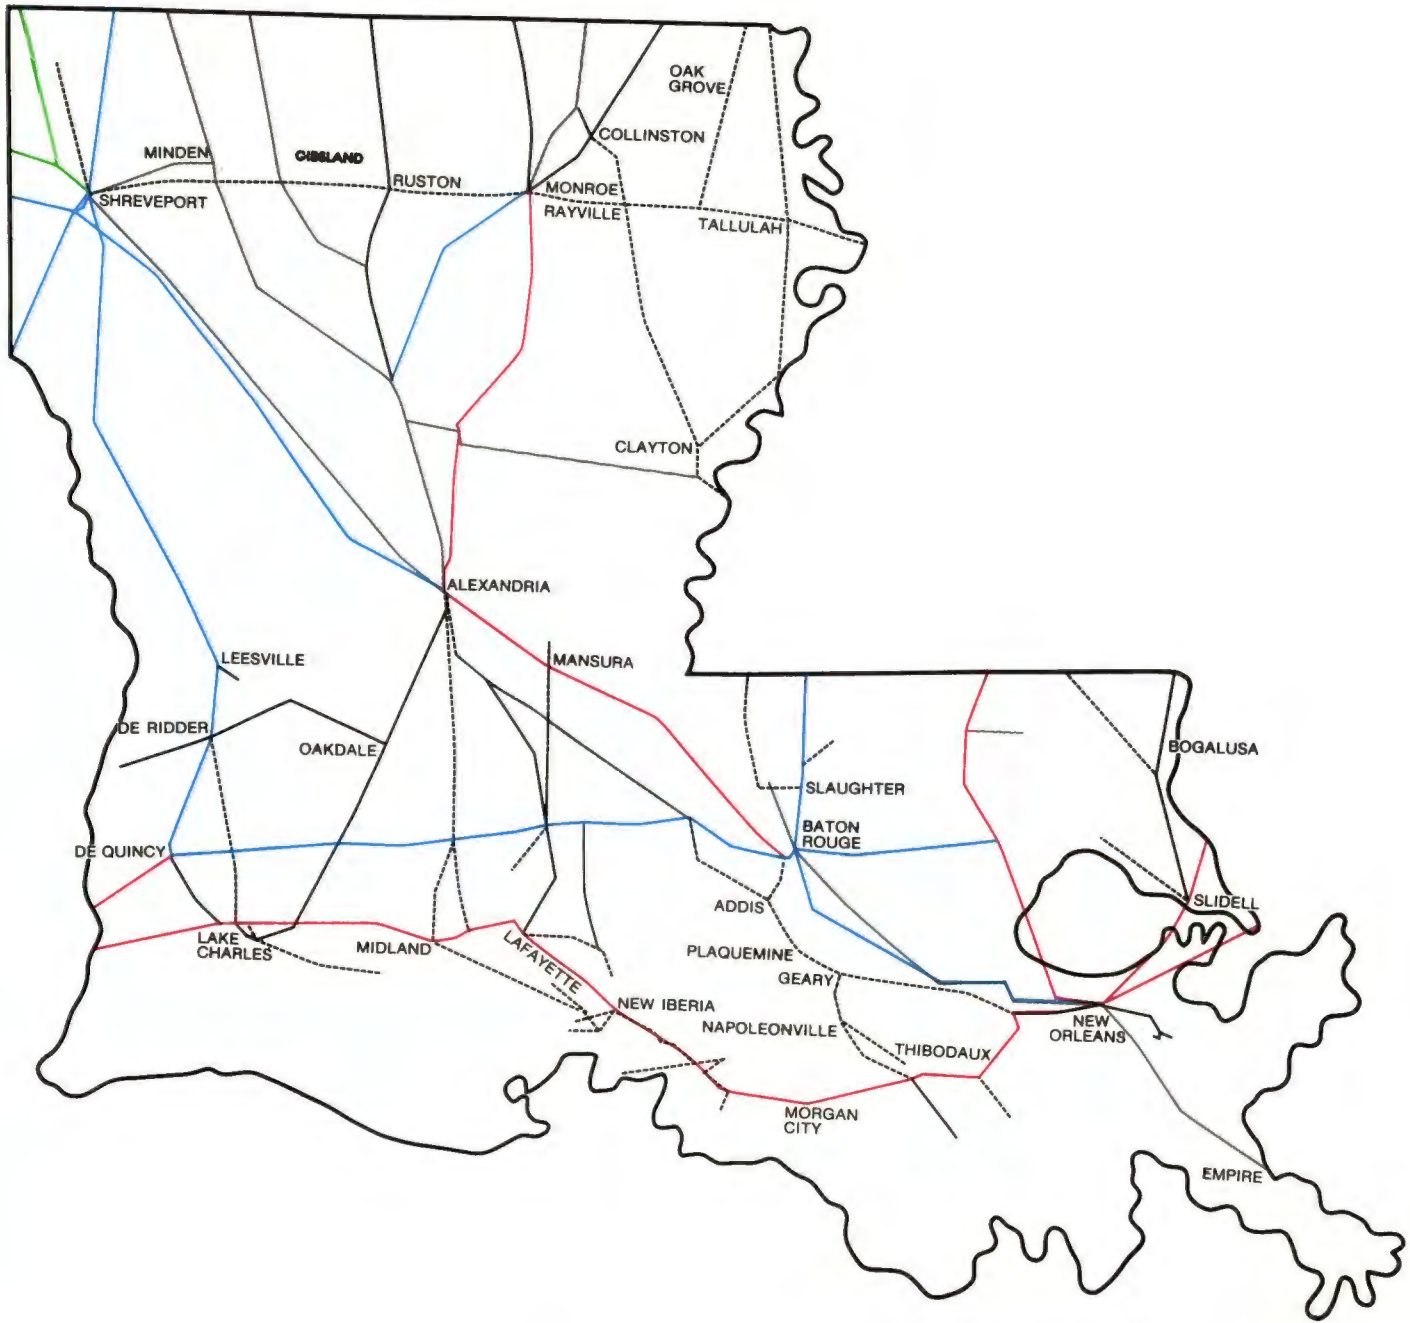 OAK
GROVE
COLLINSTON
MINDEN
GIBSLAND
RUSTON
MONROE
SHREVEPORT
RAYVILLE
TALLULAH
CLAYTON
ALEXANDRIA
LEESVILLE
MANSURA
DE RIDDER
OAKDALE
BOGALUSA
SLAUGHTER
BATON
ROUGE
DE QUINCY
ADDIS
SLIDELL
LAKE
CHARLES
MIDLAND
LAFAYETTE
PLAQUEMINE
GEARY
NEW IBERIA
NAPOLEONVILLE
NEW
ORLEANS
THIBODAUX
MORGAN
CITY
EMPIRE